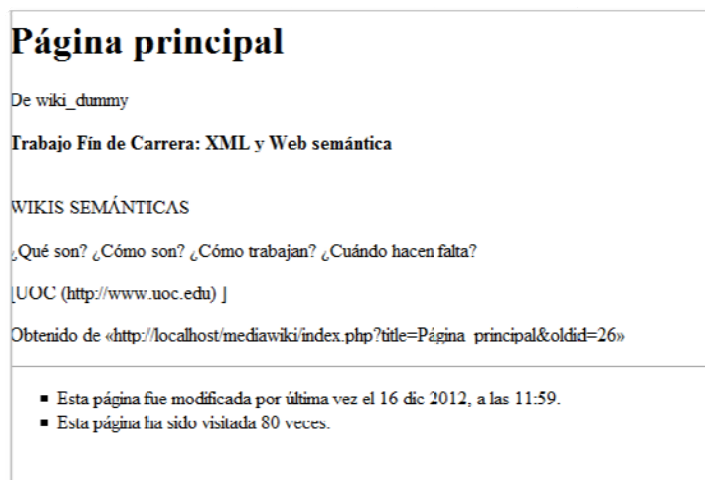 Página principal
De wiki_dummy
Trabajo Fín de Carrera: XML y Web semántica
WIKIS SEMÁNTICAS
¿Qué son? ¿Cómo son? ¿Cómo trabajan? ¿Cuándo hacen falta?
[UOC (http://www.uoc.edu) ]
Obtenido de «http://localhost/mediawiki/index.php?title=Página_principal&oldid=26»
Esta página fue modificada por última vez el 16 dic 2012, a las 11:59.
Esta página ha sido visitada 80 veces.